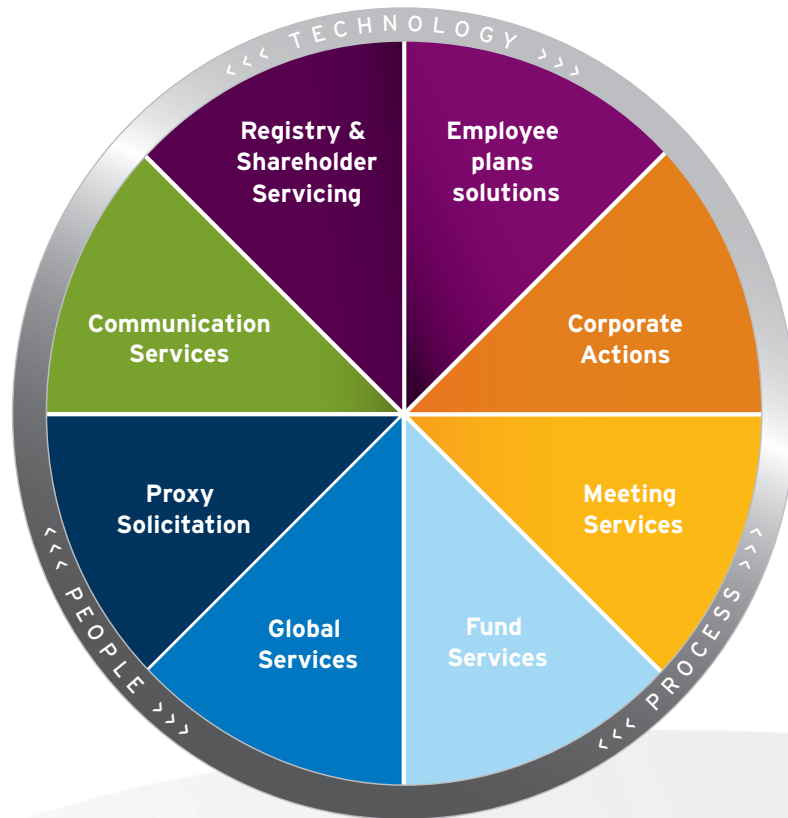 <<< TECHNOLOGY >>>
Registry &
Shareholder
Servicing
Employee
plans
solutions
Corporate
Actions
Meeting
Services
Fund
Services
Global
Services
Proxy
Solicitation
Communication
Services
<<< PROCESS >>>
<<< PEOPLE >>>